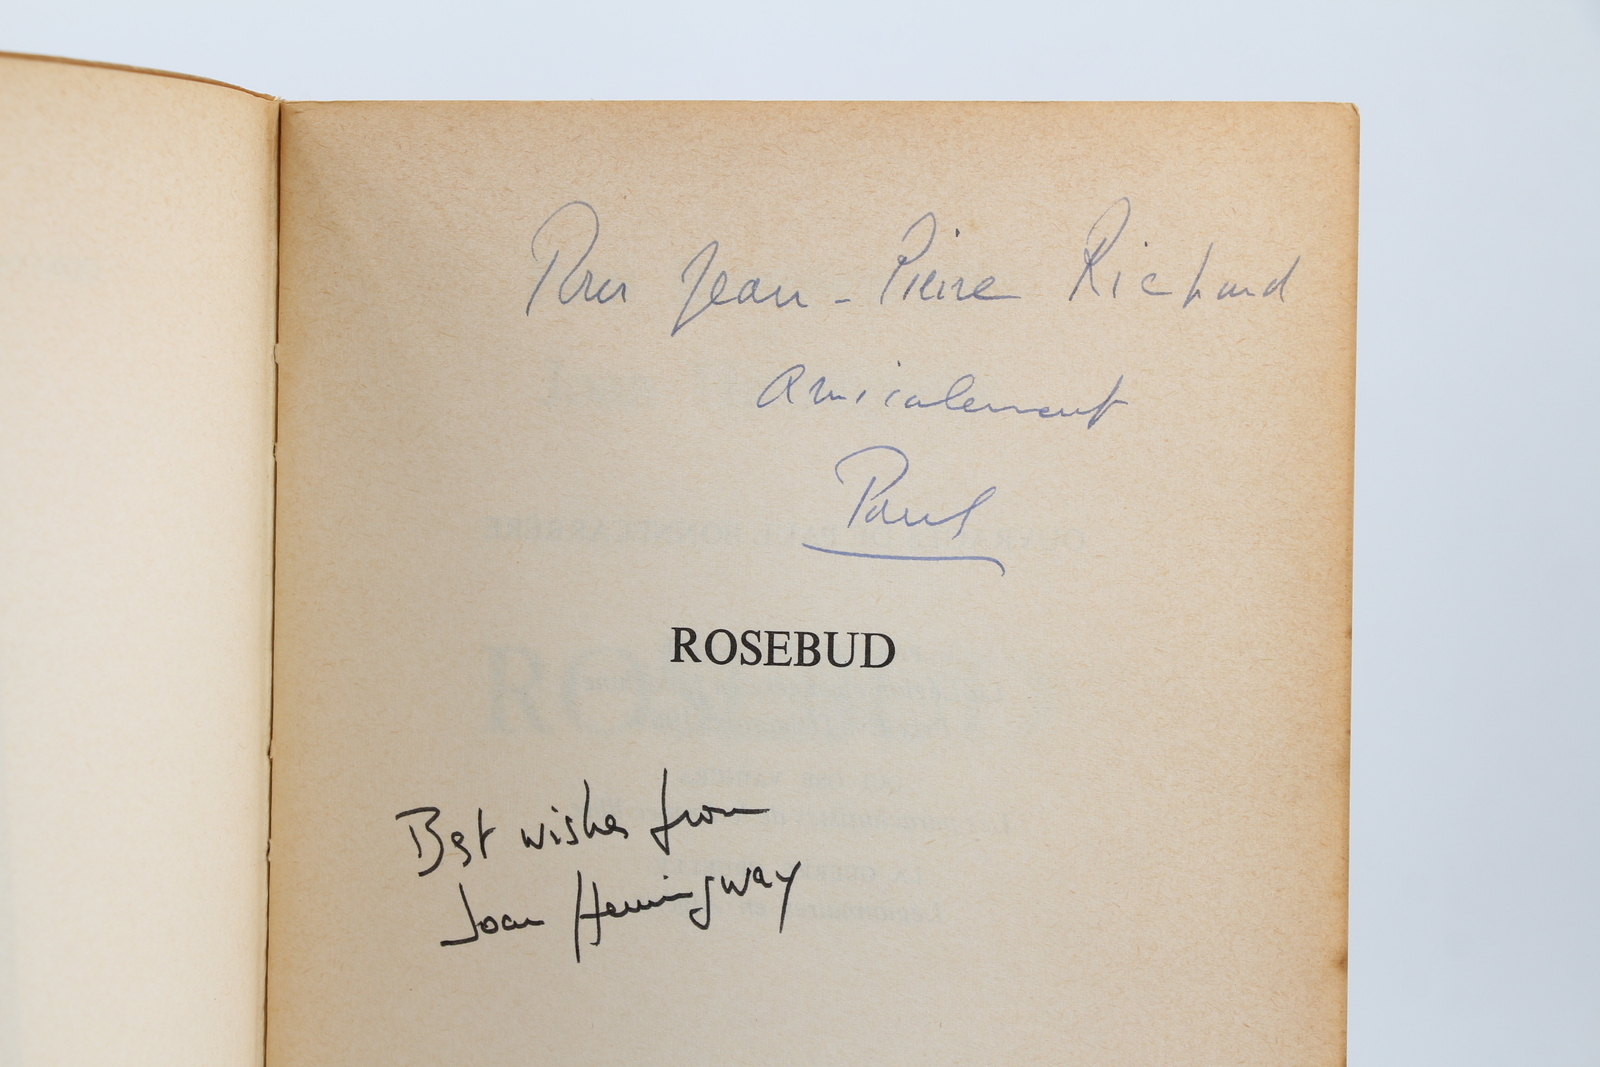 Pour Jean-Pierre Richard
amicalement
Paul
ROSEBUD
Best wishes from
Joan Hemingway